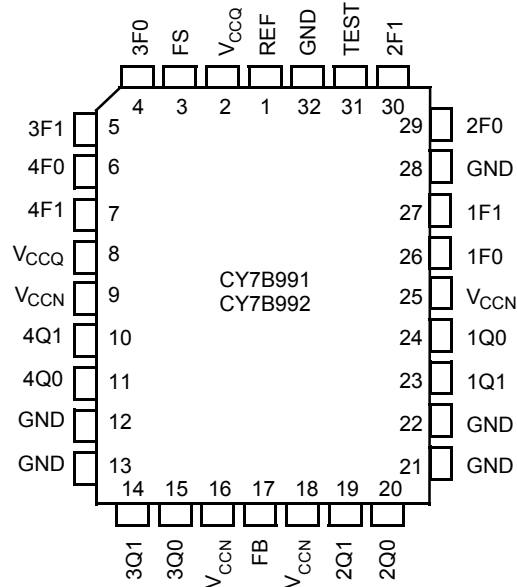 3F0 FS VCCQ REF GND TEST 2F1
4 3 2 1 32 31 30
3F1 5 29 2F0
4F0 6 28 GND
4F1 7 27 1F1
VCCQ 8 26 1F0
CY7B991
CY7B992
VCCN 9 25 VCCN
4Q1 10 24 1Q0
4Q0 11 23 1Q1
GND 12 22 GND
GND 13 21 GND
14 15 16 17 18 19 20
3Q1 3Q0 VCCN FB VCCN 2Q1 2Q0